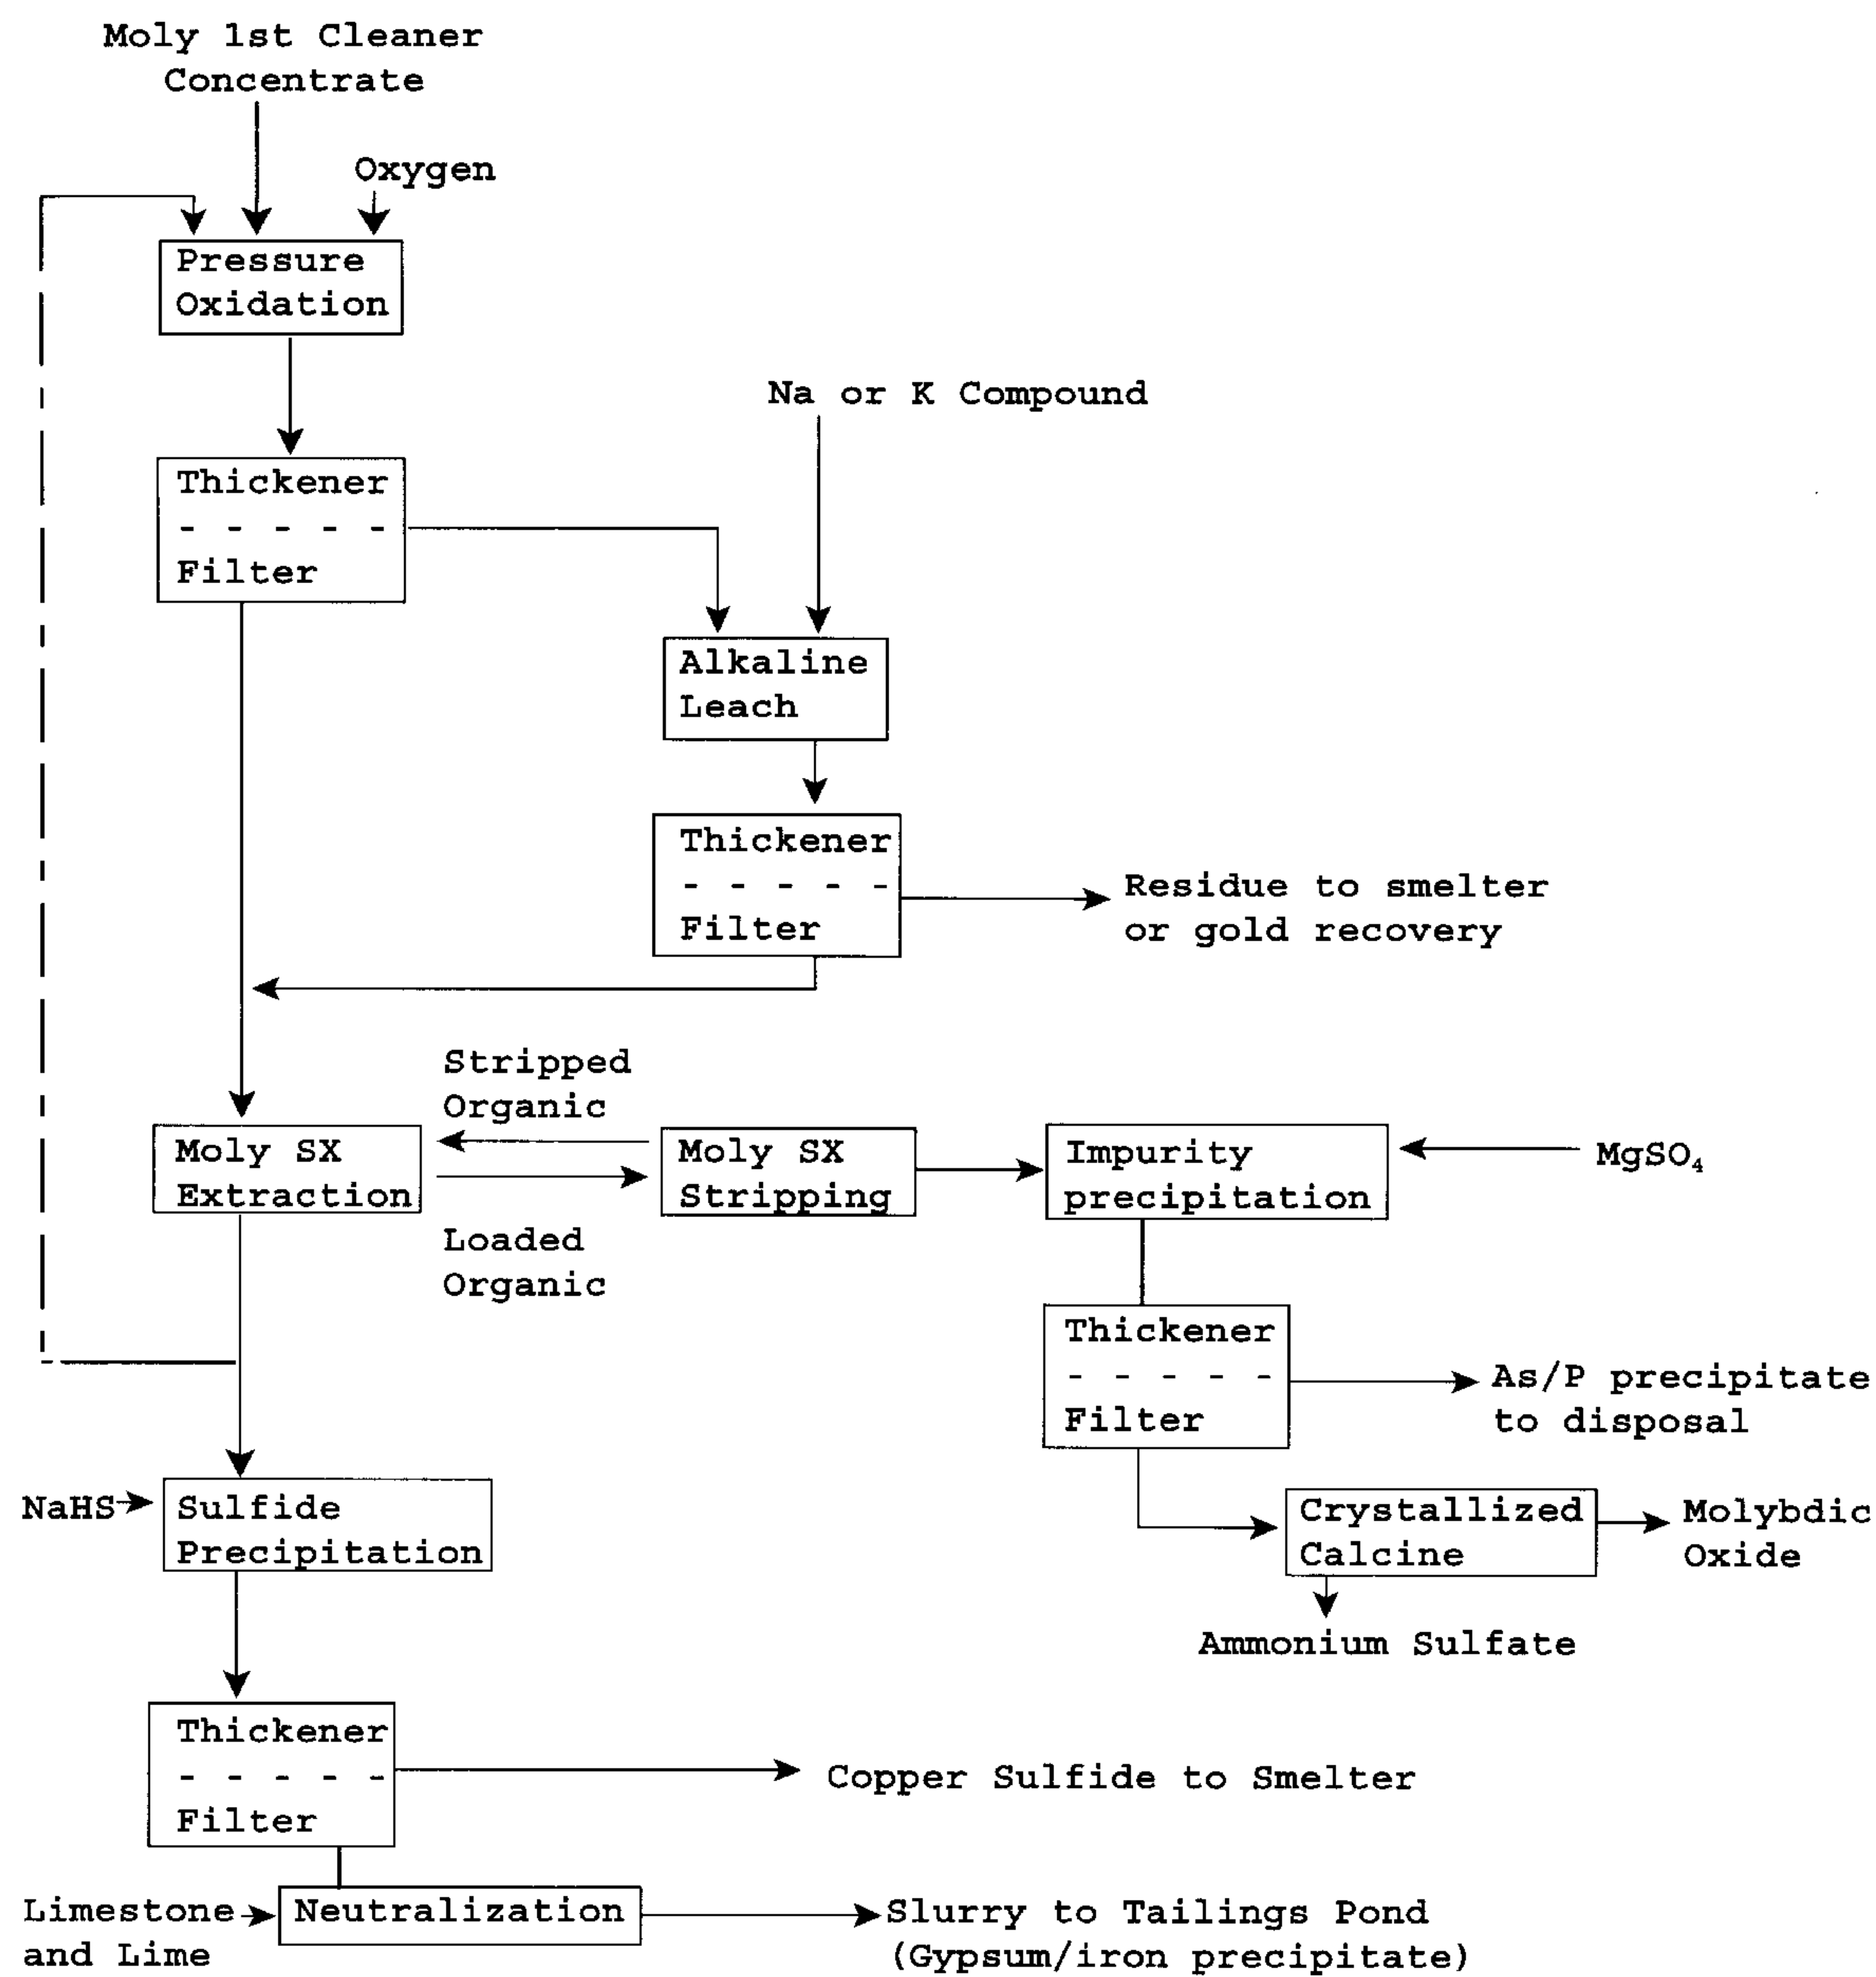 Moly 1st Cleaner
Concentrate
Oxygen
Pressure
Oxidation
Na or K Compound
Thickener
- - - - -
Filter
Alkaline
Leach
Thickener
- - - - -
Filter
Residue to smelter
or gold recovery
Stripped
Organic
Moly SX
Extraction
Moly SX
Stripping
Impurity
precipitation
MgSO₄
Loaded
Organic
Thickener
- - - - -
Filter
As/P precipitate
to disposal
NaHS
Sulfide
Precipitation
Crystallized
Calcine
Molybdic
Oxide
Ammonium Sulfate
Thickener
- - - - -
Filter
Copper Sulfide to Smelter
Limestone
and Lime
Neutralization
Slurry to Tailings Pond
(Gypsum/iron precipitate)